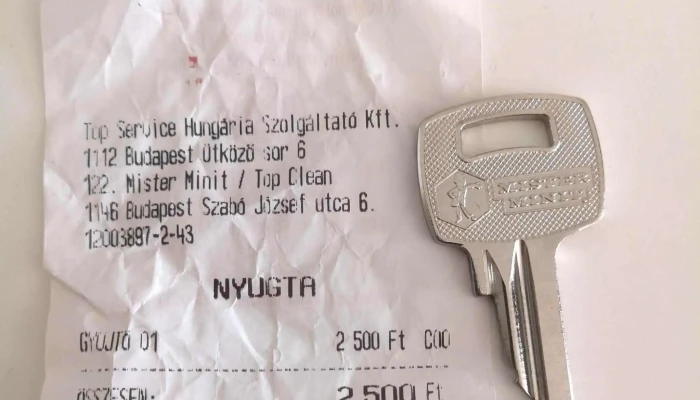 Top Service Hungária Szolgáltató Kft.
1112 Budapest Ütköző sor 6
122. Mister Minit / Top Clean
1146 Budapest Szabó József utca 6.
12003897-2-43
NYUGTA
GYŰJTŐ 01 2 500 Ft C00
ÖSSZESEN: 2 500 Ft
MISTER
MINIT